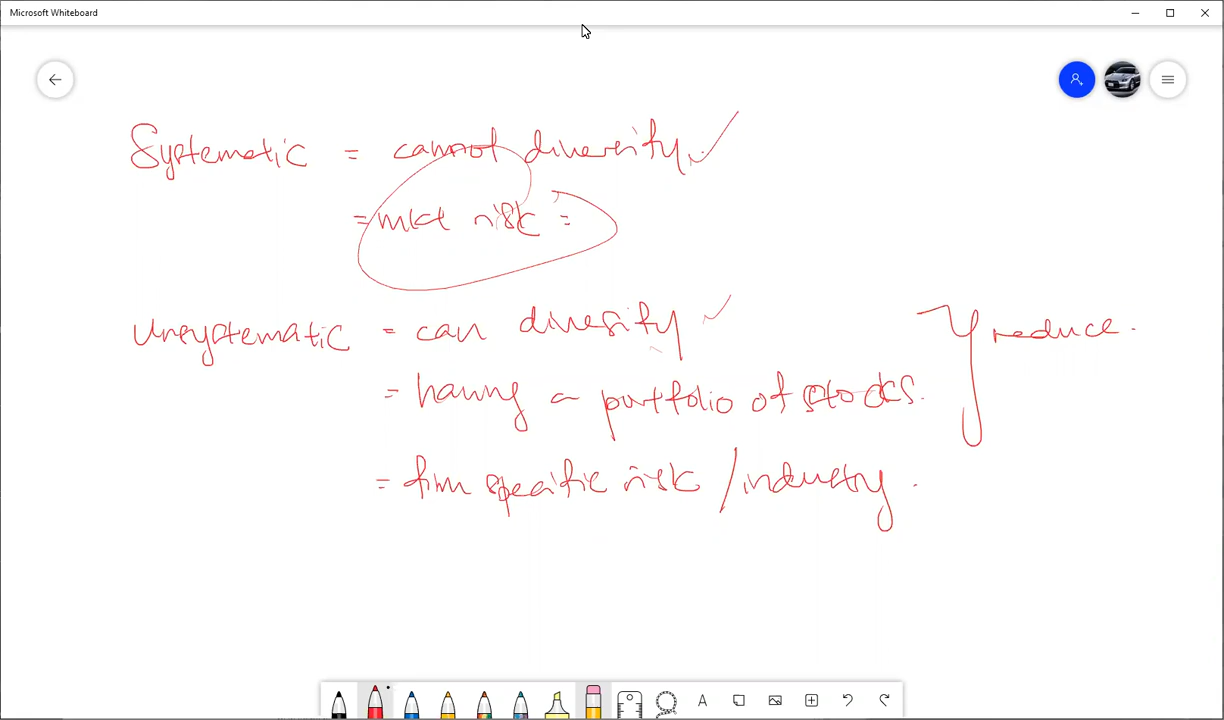 Microsoft Whiteboard
Systematic = cannot diversify ✓
= mkt risk =
Unsystematic = can diversify ✓
= having a portfolio of stocks.
reduce.
= firm specific risk / industry.